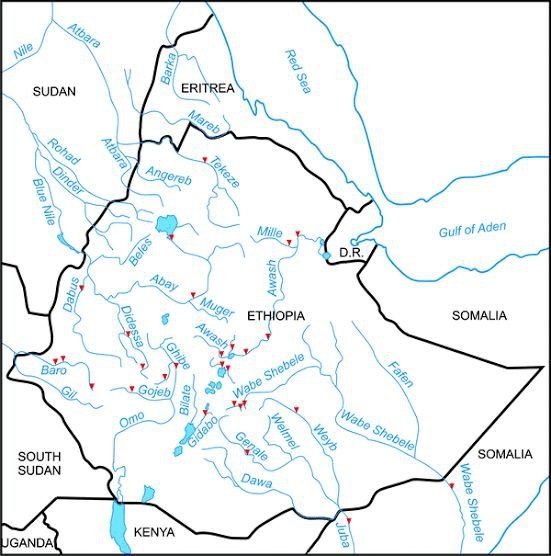 Nile
Atbara
Red Sea
Barka
SUDAN
ERITREA
Mareb
Atbara
Rohad
Dinder
Tekeze
Angereb
Blue Nile
Gulf of Aden
Mille
Beles
D.R.
Awash
Dabus
Abay
Muger
Didesse
ETHIOPIA
SOMALIA
Awash
Ghibe
Fafen
Baro
Wabe Shebele
Gil
Gojeb
Bilate
Omo
Gidabo
Welmel
Weyb
Wabe Shebele
Genale
SOUTH
SUDAN
SOMALIA
Dawa
Wabe Shebele
Juba
UGANDA
KENYA